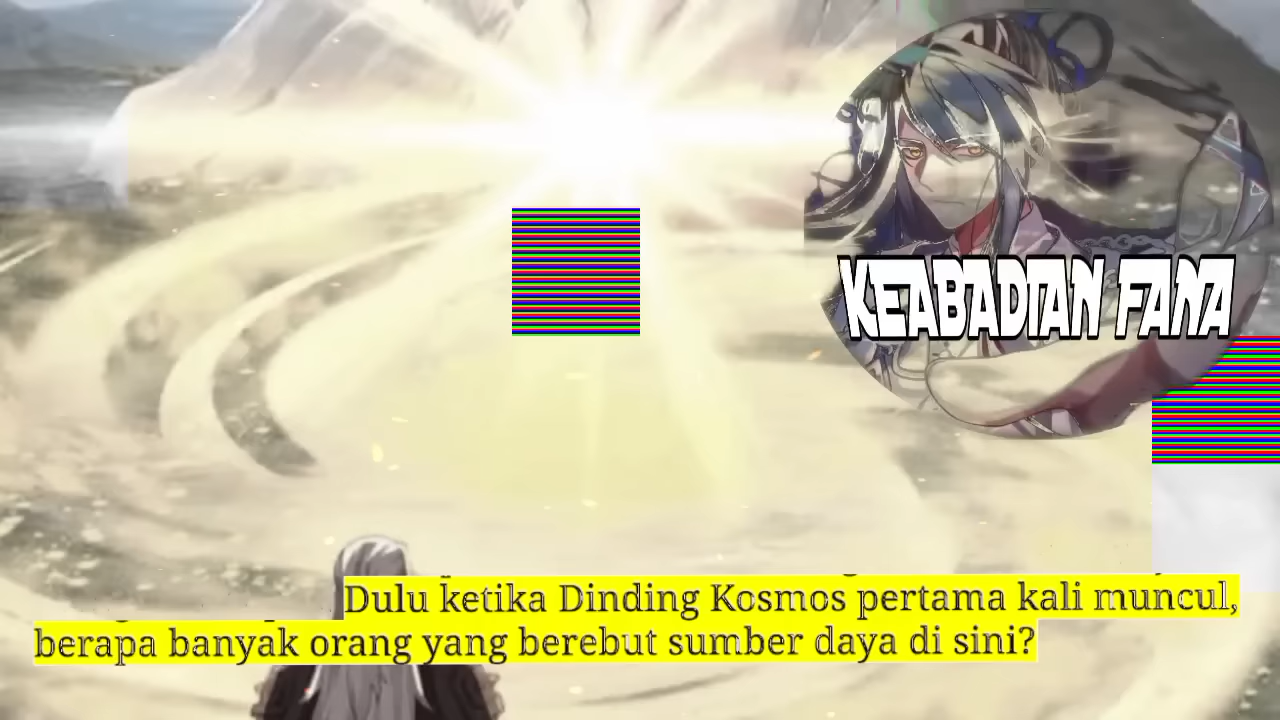 KEABADIAN FANA
Dulu ketika Dinding Kosmos pertama kali muncul,
berapa banyak orang yang berebut sumber daya di sini?